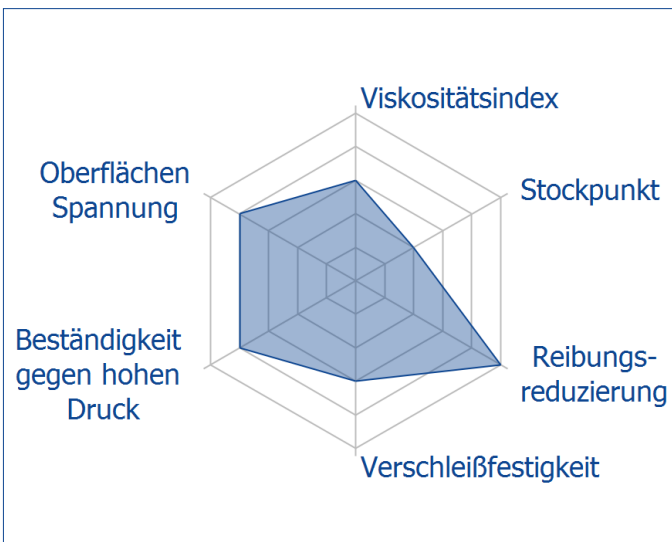 Viskositätsindex
Oberflächen
Spannung
Stockpunkt
Beständigkeit
gegen hohen
Druck
Reibungs-
reduzierung
Verschleißfestigkeit